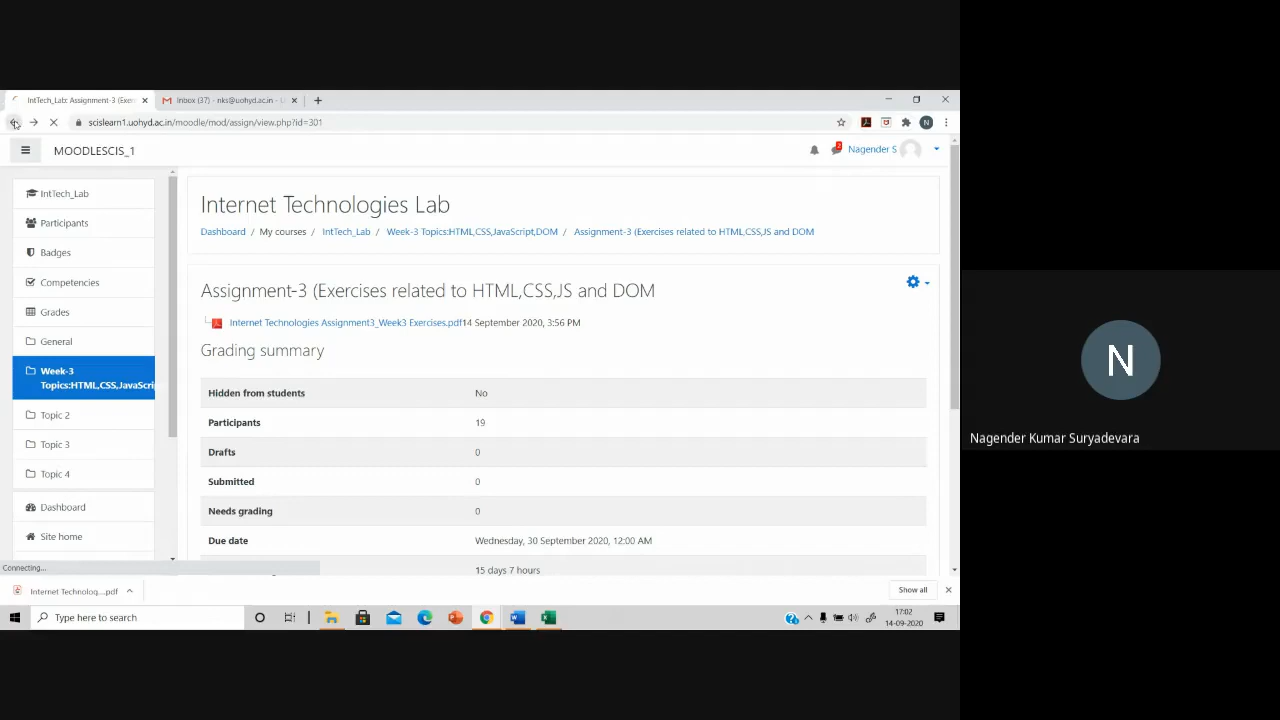 IntTech_Lab: Assignment-3 (Exer
Inbox (37) - nks@uohyd.ac.in -
scislearn1.uohyd.ac.in/moodle/mod/assign/view.php?id=301
N
MOODLESCIS_1
Nagender S
IntTech_Lab
Participants
Badges
Competencies
Grades
General
Week-3
Topics:HTML,CSS,JavaScri
Topic 2
Topic 3
Topic 4
Dashboard
Site home
Internet Technologies Lab
Dashboard / My courses / IntTech_Lab / Week-3 Topics:HTML,CSS,JavaScript,DOM / Assignment-3 (Exercises related to HTML,CSS,JS and DOM
Assignment-3 (Exercises related to HTML,CSS,JS and DOM
Internet Technologies Assignment3_Week3 Exercises.pdf14 September 2020, 3:56 PM
Grading summary
Hidden from students No
Participants 19
Drafts 0
Submitted 0
Needs grading 0
Due date Wednesday, 30 September 2020, 12:00 AM
15 days 7 hours
Connecting...
Internet Technolog....pdf
Show all
Type here to search
17:02
14-09-2020
N
Nagender Kumar Suryadevara